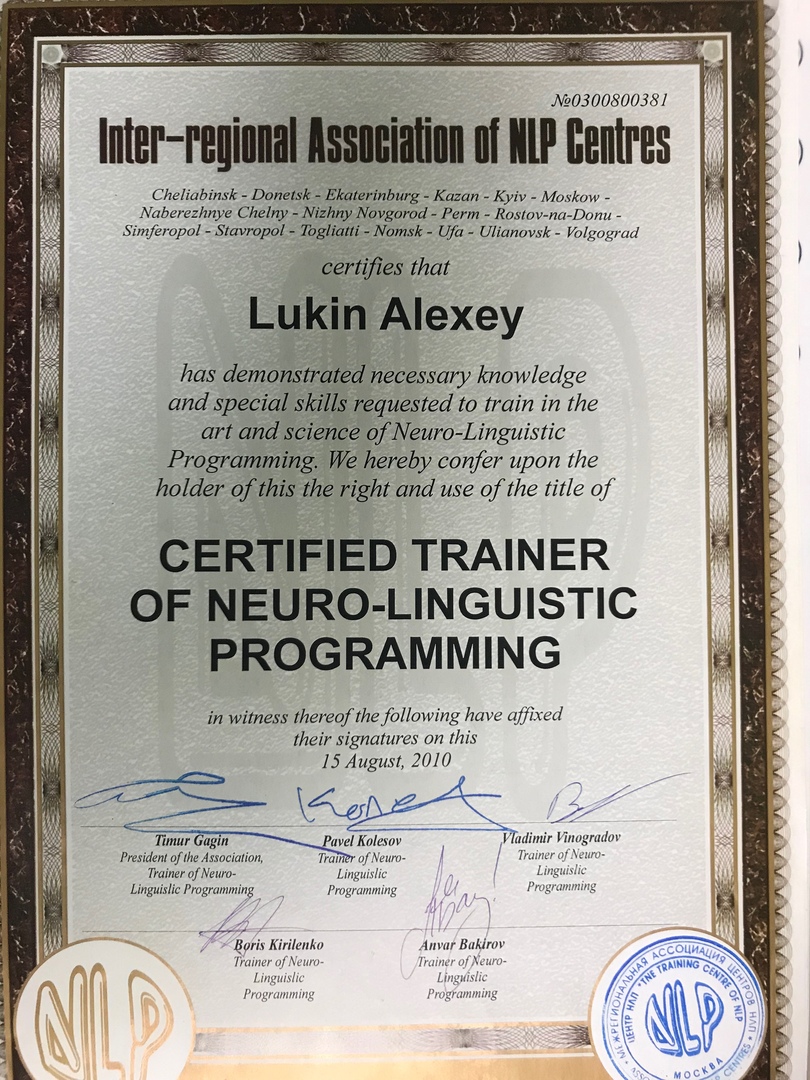 №0300800381
Inter-regional Association of NLP Centres
Cheliabinsk - Donetsk - Ekaterinburg - Kazan - Kyiv - Moskow -
Naberezhnye Chelny - Nizhny Novgorod - Perm - Rostov-na-Donu -
Simferopol - Stavropol - Togliatti - Nomsk - Ufa - Ulianovsk - Volgograd
certifies that
Lukin Alexey
has demonstrated necessary knowledge
and special skills requested to train in the
art and science of Neuro-Linguistic
Programming. We hereby confer upon the
holder of this the right and use of the title of
CERTIFIED TRAINER
OF NEURO-LINGUISTIC
PROGRAMMING
in witness thereof the following have affixed
their signatures on this
15 August, 2010
Timur Gagin
President of the Association,
Trainer of Neuro-
Linguislic Programming
Pavel Kolesov
Trainer of Neuro-
Linguislic
Programming
Vladimir Vinogradov
Trainer of Neuro-
Linguislic
Programming
Boris Kirilenko
Trainer of Neuro-
Linguislic
Programming
Anvar Bakirov
Trainer of Neuro-
Linguislic
Programming
NLP
МЕЖРЕГИОНАЛЬНАЯ АССОЦИАЦИЯ ЦЕНТРОВ НЛП
ЦЕНТР НЛП • THE TRAINING CENTRE OF NLP
NLP
МОСКВА
CENTRES